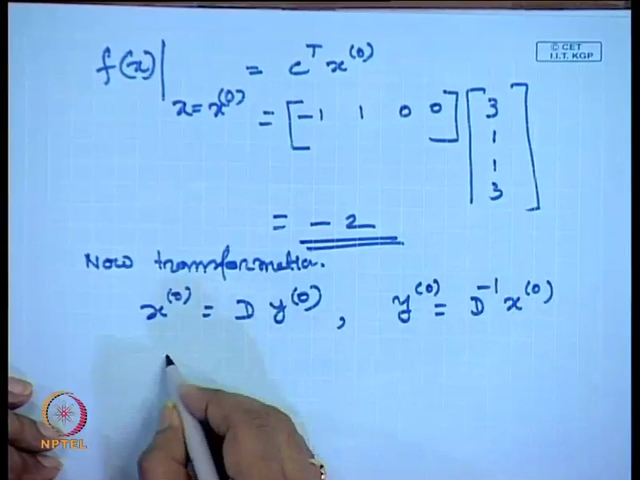 f(x)| x=x^(0) = c^T x^(0)
© CET
I.I.T. KGP
= [-1 1 0 0] [3 1 1 3]
= -2
Now transformation.
x^(0) = D y^(0) , y^(0) = D^-1 x^(0)
NPTEL